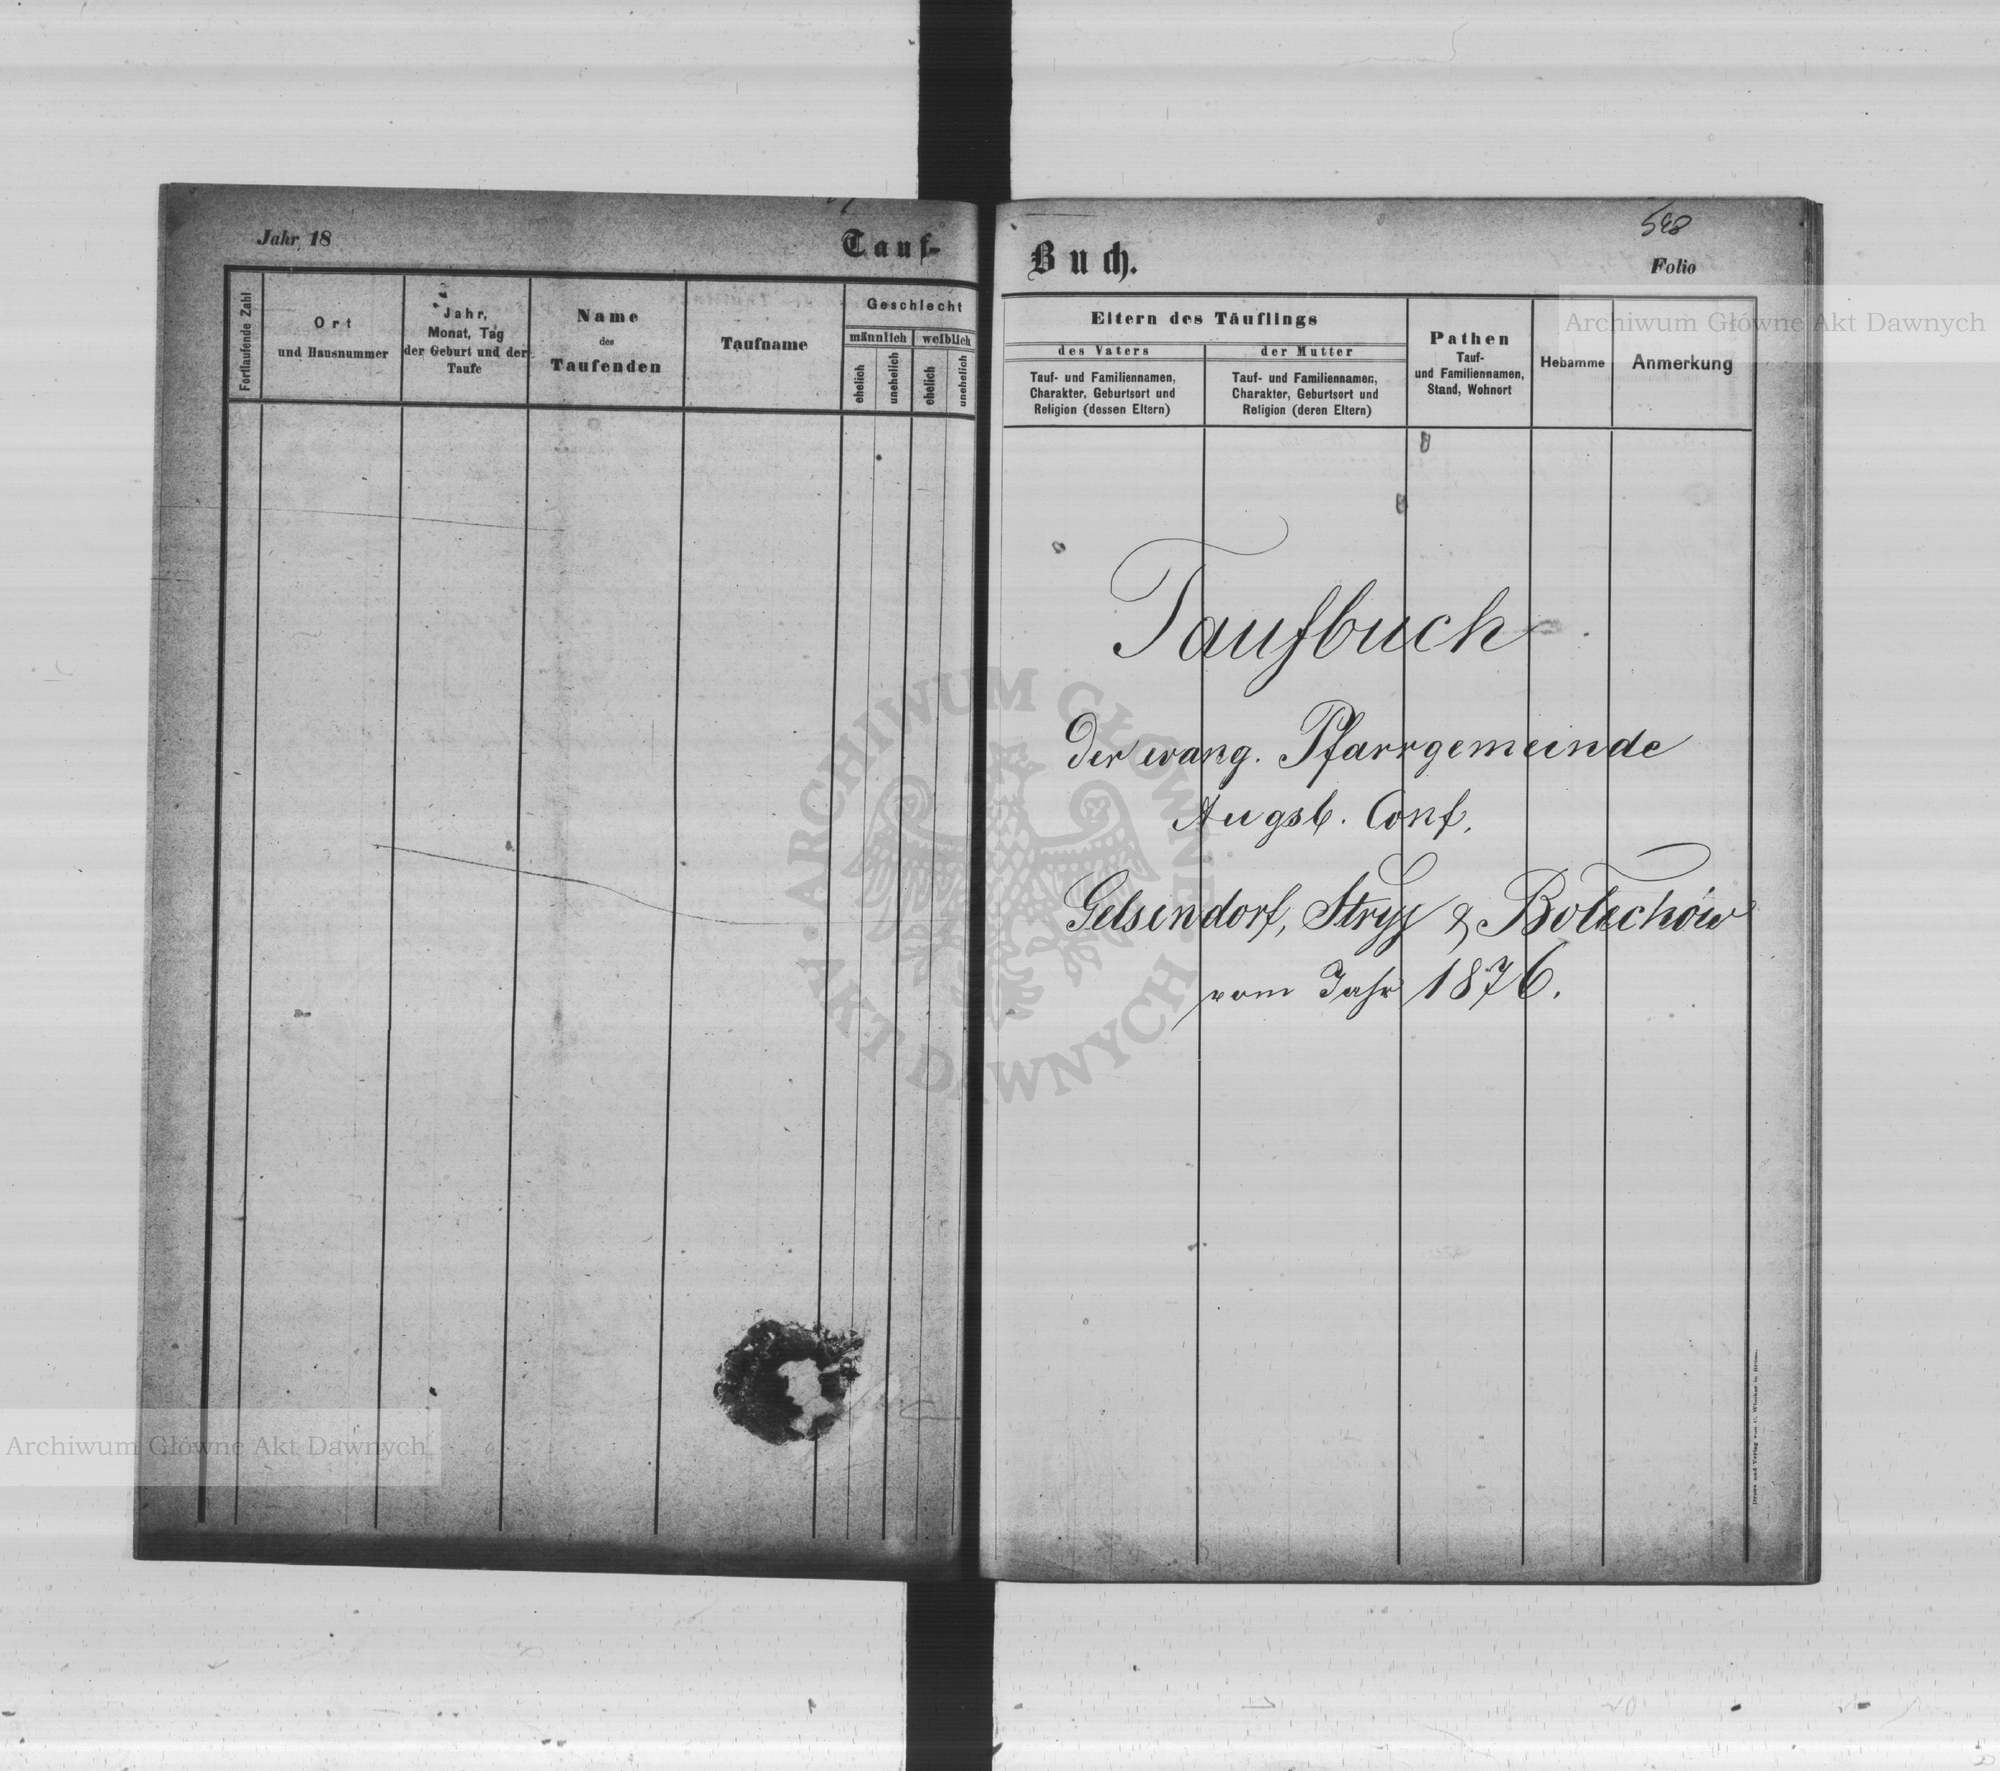 Jahr 18
Tauf-
Fortlaufende Zahl
Ort
und Hausnummer
Jahr,
Monat, Tag
der Geburt und der
Taufe
Name
des
Taufenden
Taufname
Geschlecht
männlich
weiblich
ehelich
unehelich
ehelich
unehelich
Buch.
598
Folio
Eltern des Täuflings
des Vaters
Tauf- und Familiennamen,
Charakter, Geburtsort und
Religion (dessen Eltern)
der Mutter
Tauf- und Familiennamen,
Charakter, Geburtsort und
Religion (deren Eltern)
Pathen
Tauf-
und Familiennamen,
Stand, Wohnort
Hebamme
Anmerkung
Archiwum Główne Akt Dawnych
Taufbuch
der evang. Pfarrgemeinde
Augsb. Conf.
Gelsendorf, Stryj & Bolechów
vom Jahr 1876.
ARCHIWUM GŁÓWNE
AKT DAWNYCH
Archiwum Główne Akt Dawnych